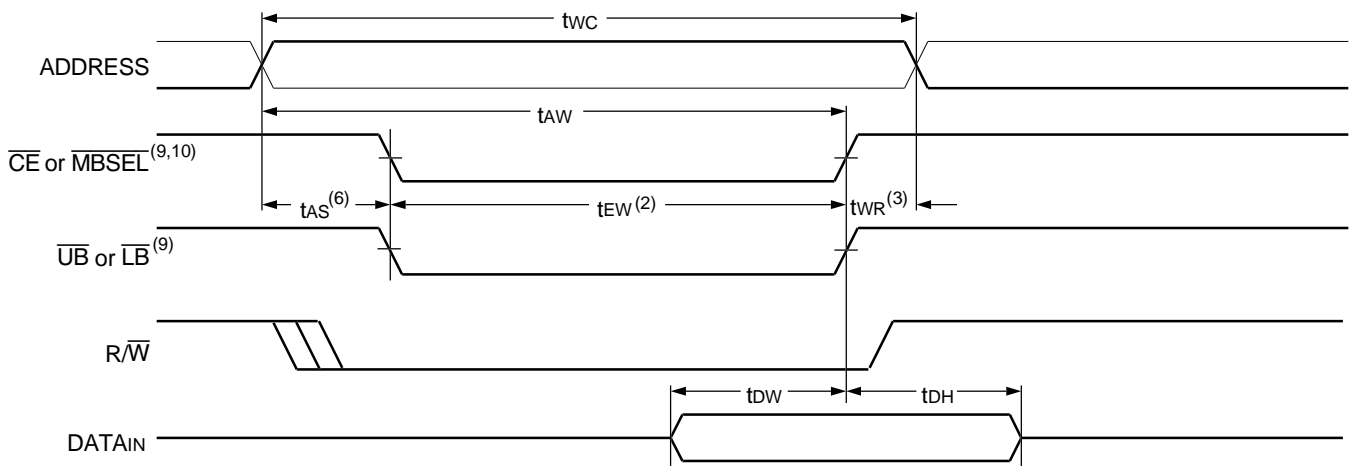 tWC
ADDRESS
tAW
CE or MBSEL(9,10)
tAS(6) tEW(2) tWR(3)
UB or LB(9)
R/W
tDW tDH
DATAIN